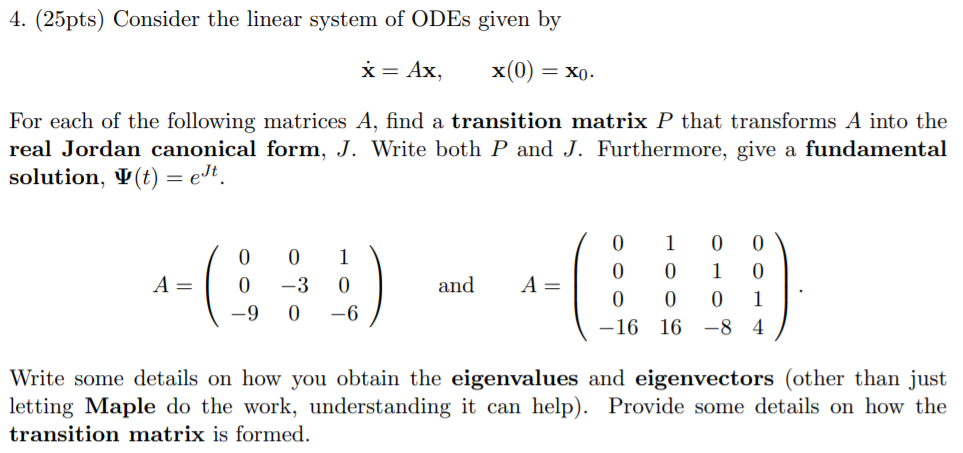 4. (25pts) Consider the linear system of ODEs given by
ẋ = Ax, x(0) = x₀.
For each of the following matrices A, find a transition matrix P that transforms A into the
real Jordan canonical form, J. Write both P and J. Furthermore, give a fundamental
solution, Ψ(t) = e^{Jt}.
A = ( 0 0 1 ; 0 −3 0 ; −9 0 −6 ) and A = ( 0 1 0 0 ; 0 0 1 0 ; 0 0 0 1 ; −16 16 −8 4 ).
Write some details on how you obtain the eigenvalues and eigenvectors (other than just
letting Maple do the work, understanding it can help). Provide some details on how the
transition matrix is formed.